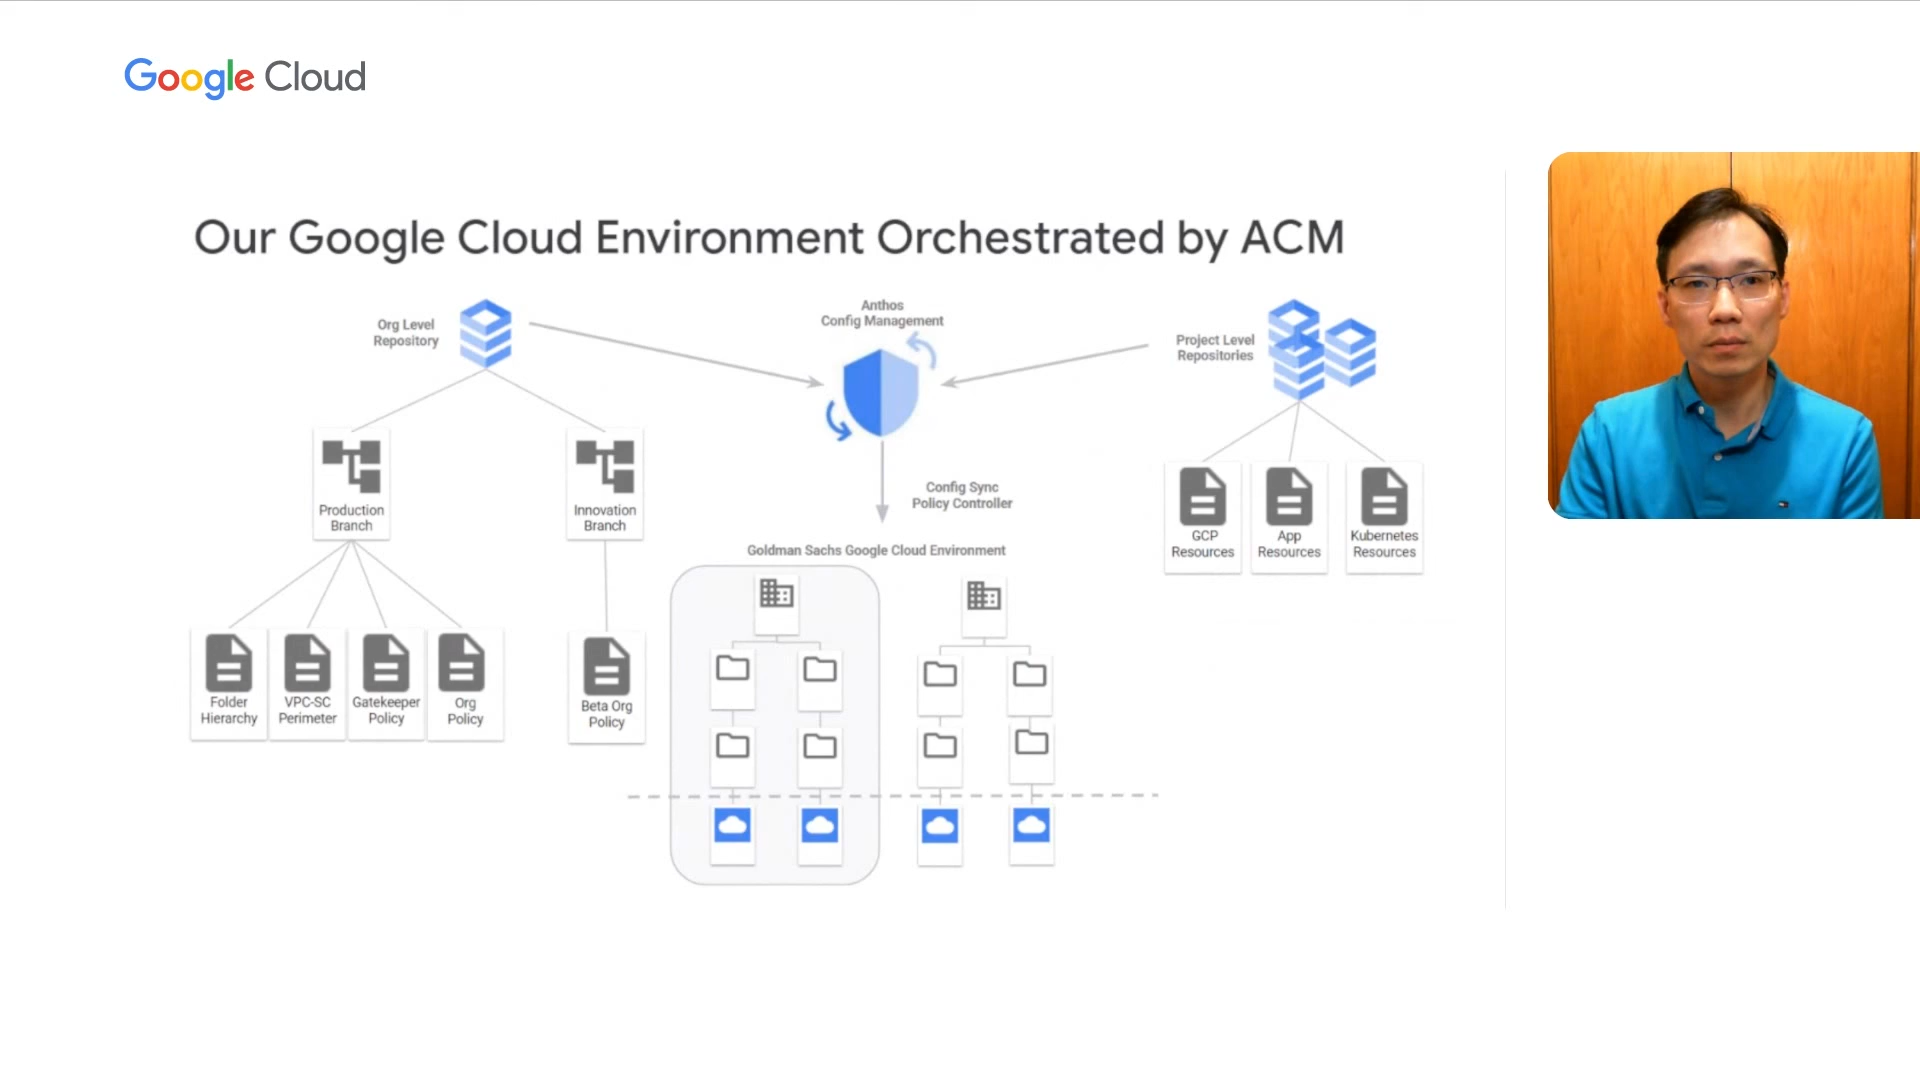 Google Cloud
Our Google Cloud Environment Orchestrated by ACM
Org Level
Repository
Anthos
Config Management
Project Level
Repositories
Production
Branch
Innovation
Branch
Config Sync
Policy Controller
GCP
Resources
App
Resources
Kubernetes
Resources
Goldman Sachs Google Cloud Environment
Folder
Hierarchy
VPC-SC
Perimeter
Gatekeeper
Policy
Org
Policy
Beta Org
Policy